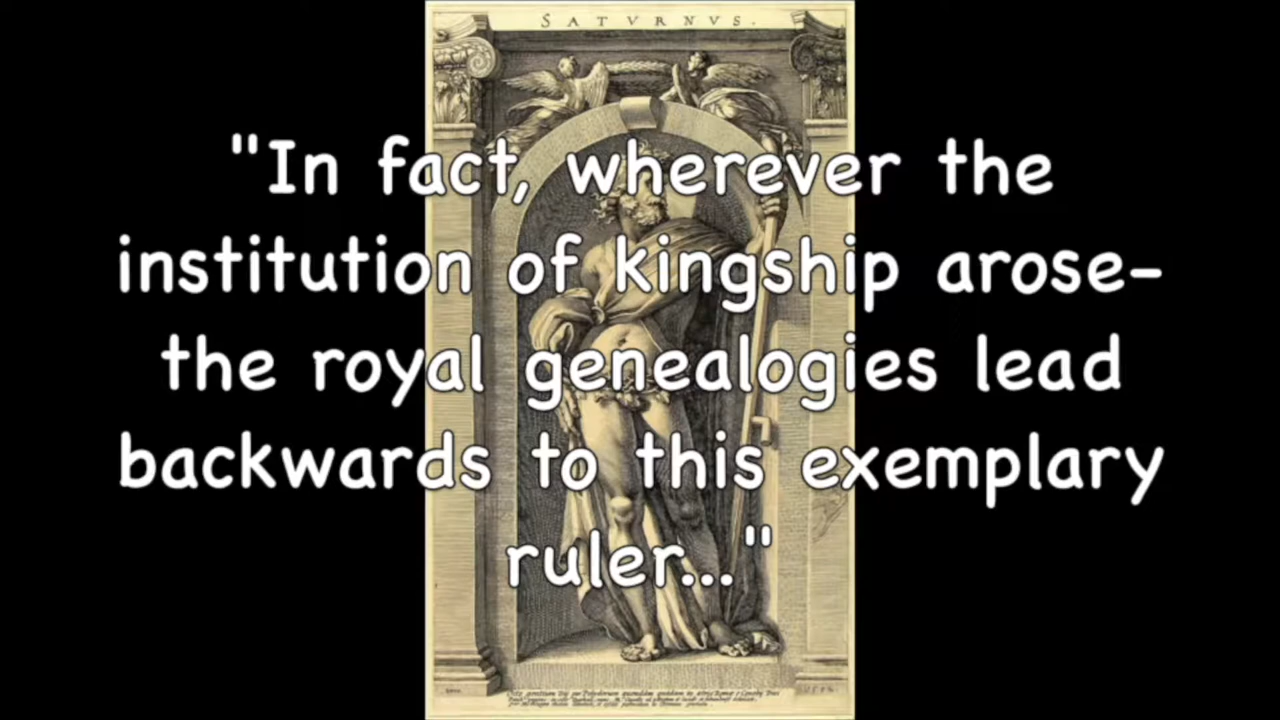 SATVRNVS.
"In fact, wherever the
institution of kingship arose-
the royal genealogies lead
backwards to this exemplary
ruler..."